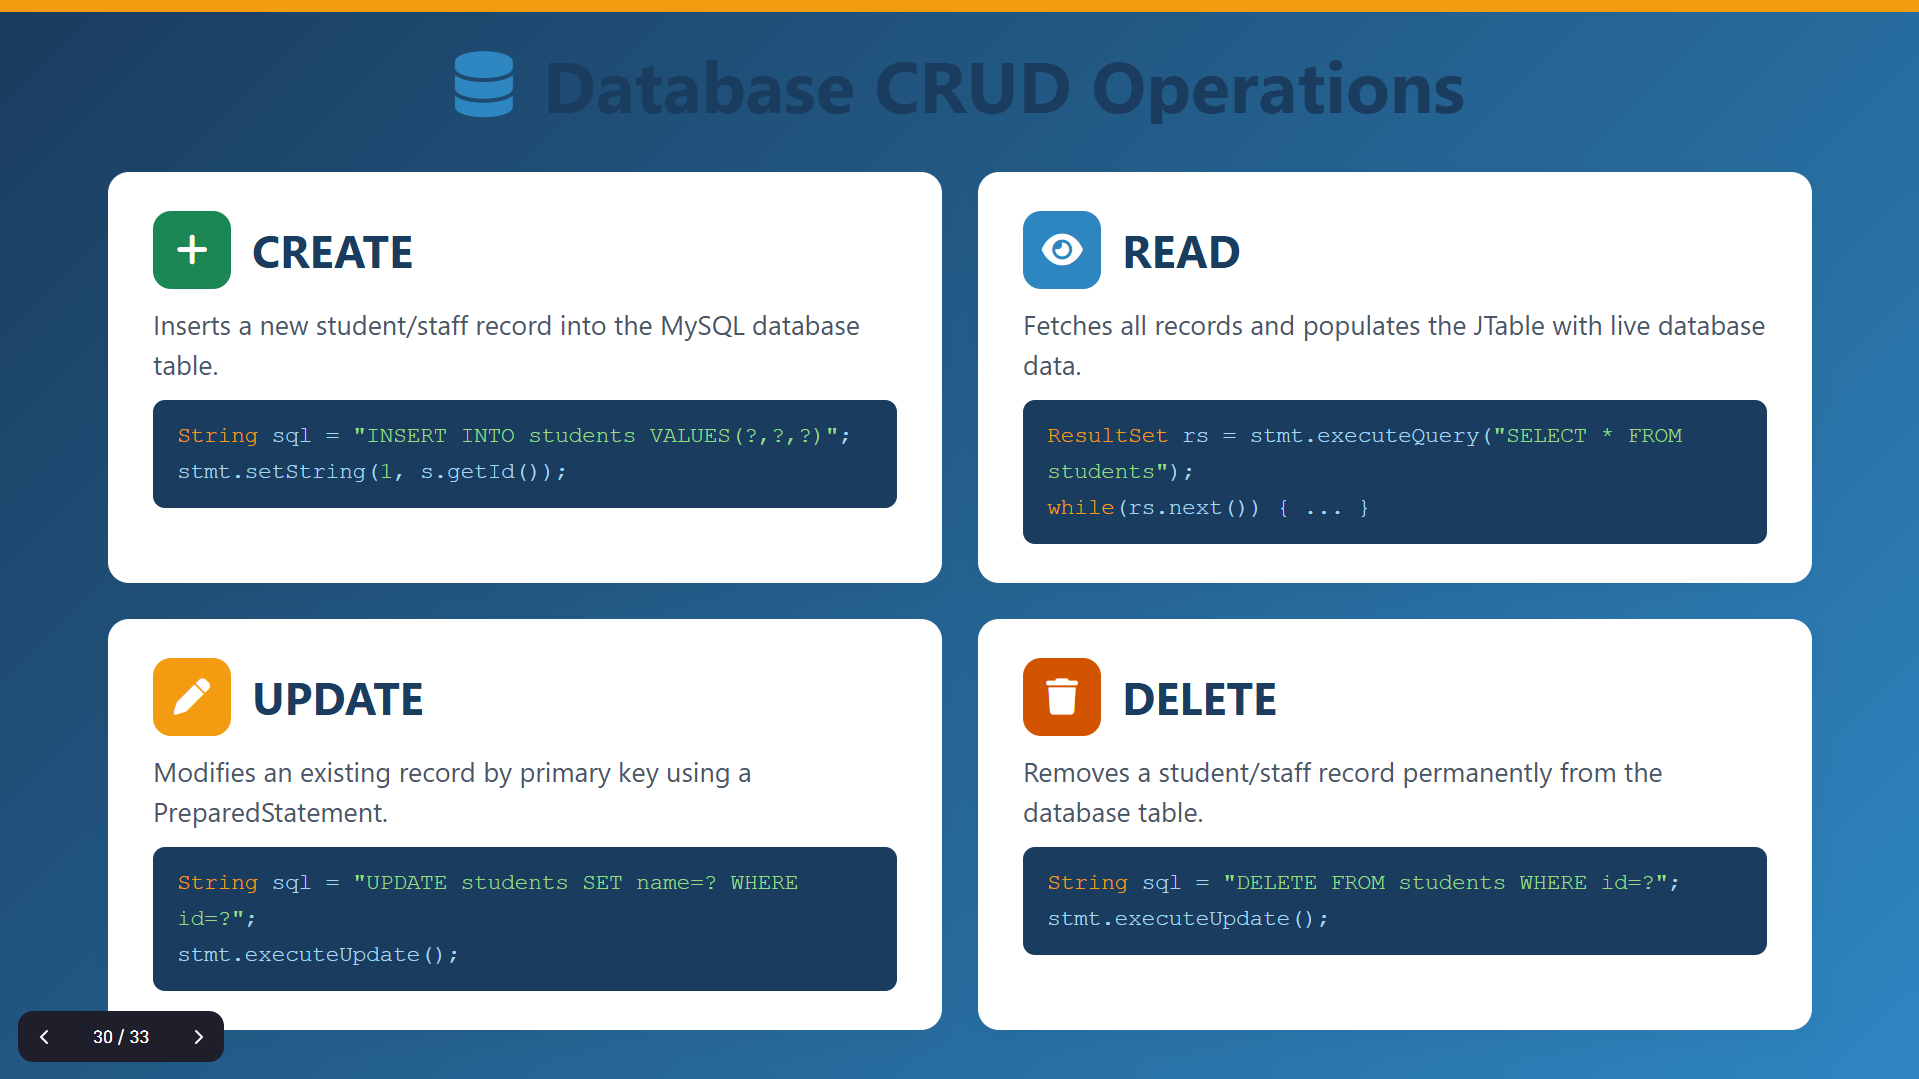 Database CRUD Operations
CREATE
Inserts a new student/staff record into the MySQL database
table.
String sql = "INSERT INTO students VALUES(?,?,?)";
stmt.setString(1, s.getId());
READ
Fetches all records and populates the JTable with live database
data.
ResultSet rs = stmt.executeQuery("SELECT * FROM
students");
while(rs.next()) { ... }
UPDATE
Modifies an existing record by primary key using a
PreparedStatement.
String sql = "UPDATE students SET name=? WHERE
id=?";
stmt.executeUpdate();
DELETE
Removes a student/staff record permanently from the
database table.
String sql = "DELETE FROM students WHERE id=?";
stmt.executeUpdate();
30 / 33